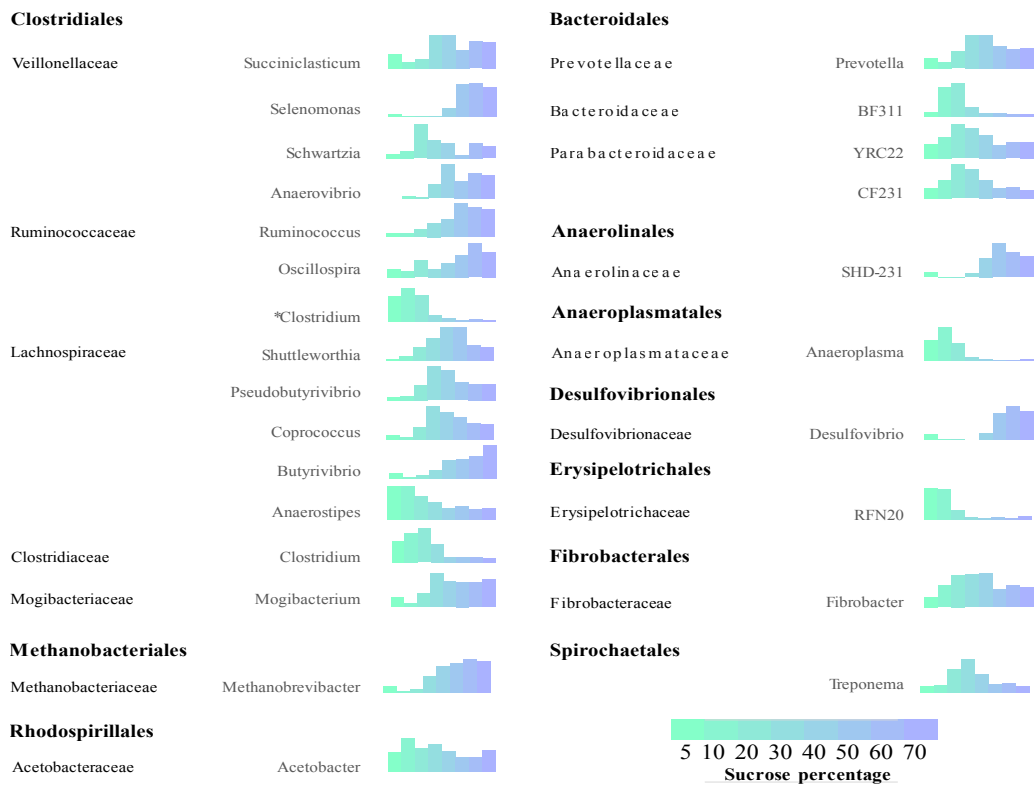 Clostridiales
Veillonellaceae Succiniclasticum
Selenomonas
Schwartzia
Anaerovibrio
Ruminococcaceae Ruminococcus
Oscillospira
*Clostridium
Lachnospiraceae Shuttleworthia
Pseudobutyrivibrio
Coprococcus
Butyrivibrio
Anaerostipes
Clostridiaceae Clostridium
Mogibacteriaceae Mogibacterium
Methanobacteriales
Methanobacteriaceae Methanobrevibacter
Rhodospirillales
Acetobacteraceae Acetobacter
Bacteroidales
Prevotellaceae Prevotella
Bacteroidaceae BF311
Parabacteroidaceae YRC22
CF231
Anaerolinales
Anaerolinaceae SHD-231
Anaeroplasmatales
Anaeroplasmataceae Anaeroplasma
Desulfovibrionales
Desulfovibrionaceae Desulfovibrio
Erysipelotrichales
Erysipelotrichaceae RFN20
Fibrobacterales
Fibrobacteraceae Fibrobacter
Spirochaetales
Treponema
5 10 20 30 40 50 60 70
Sucrose percentage